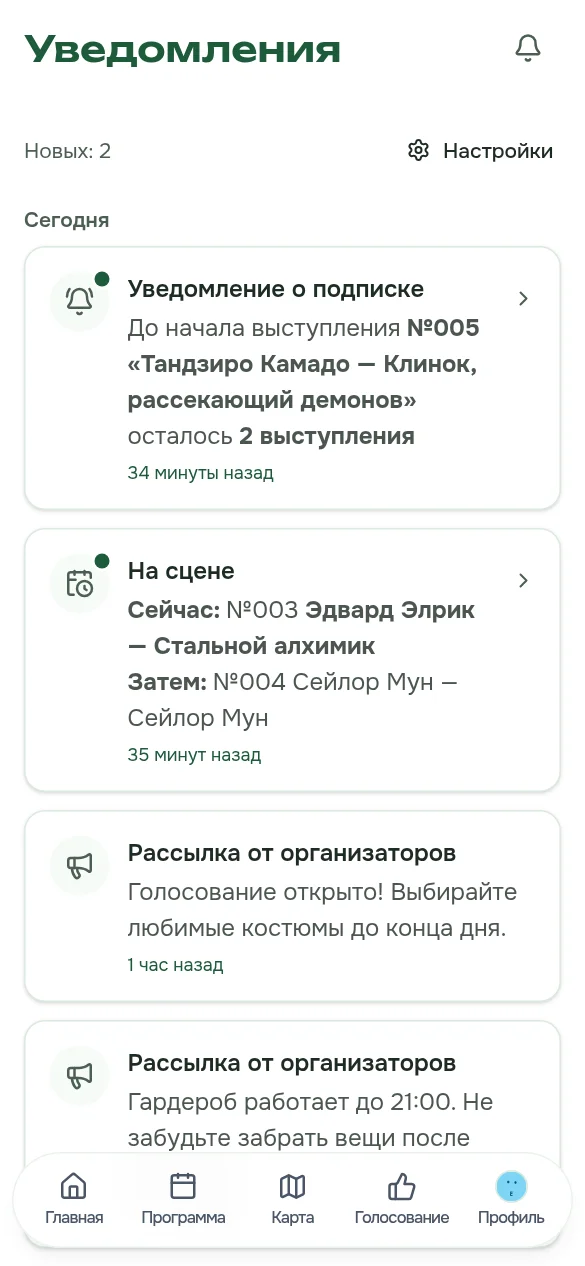 Уведомления
Новых: 2
Настройки
Сегодня
Уведомление о подписке
До начала выступления №005
«Тандзиро Камадо — Клинок,
рассекающий демонов»
осталось 2 выступления
34 минуты назад
На сцене
Сейчас: №003 Эдвард Элрик
— Стальной алхимик
Затем: №004 Сейлор Мун —
Сейлор Мун
35 минут назад
Рассылка от организаторов
Голосование открыто! Выбирайте
любимые костюмы до конца дня.
1 час назад
Рассылка от организаторов
Гардероб работает до 21:00. Не
забудьте забрать вещи после
Главная
Программа
Карта
Голосование
Профиль